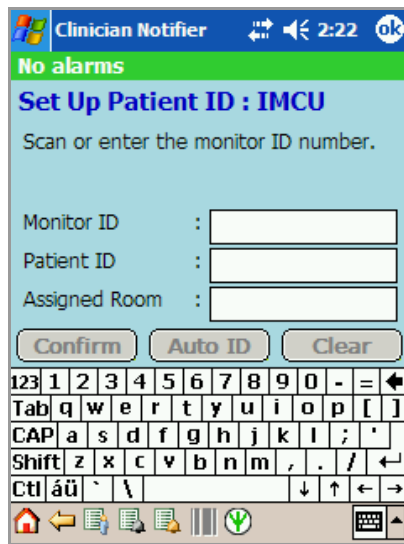 Clinician Notifier 2:22 ok
No alarms
Set Up Patient ID : IMCU
Scan or enter the monitor ID number.
Monitor ID :
Patient ID :
Assigned Room :
Confirm Auto ID Clear
123 1 2 3 4 5 6 7 8 9 0 - =
Tab q w e r t y u i o p [ ]
CAP a s d f g h j k l ; '
Shift z x c v b n m , . /
Ctl áü ` \